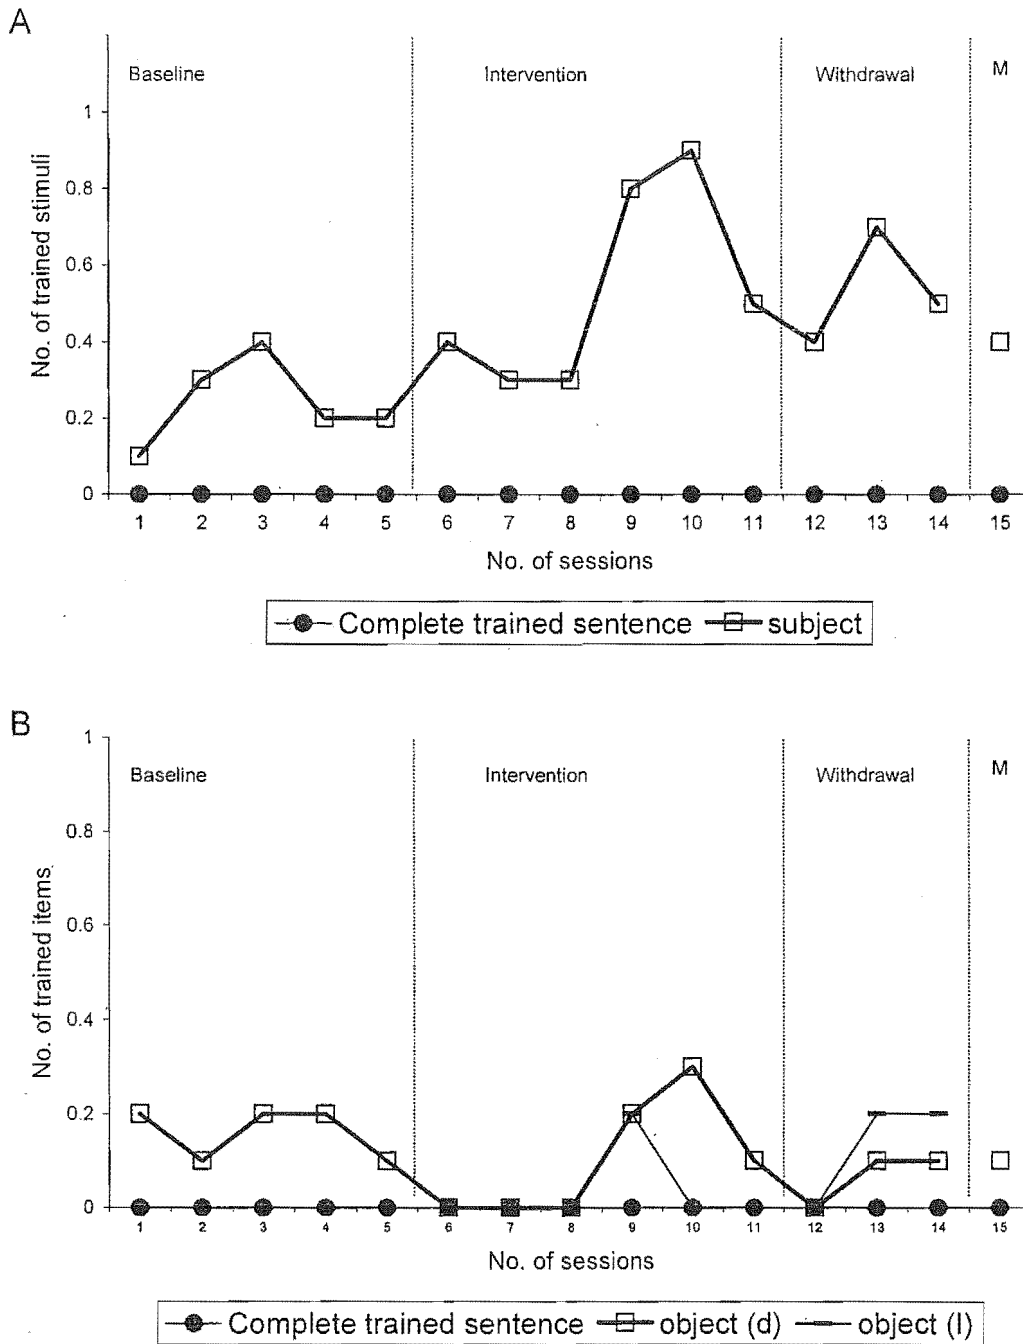 A
Baseline Intervention Withdrawal M
No. of trained stimuli
1
0.8
0.6
0.4
0.2
0
1 2 3 4 5 6 7 8 9 10 11 12 13 14 15
No. of sessions
Complete trained sentence subject
B
Baseline Intervention Withdrawal M
No. of trained items
1
0.8
0.6
0.4
0.2
0
1 2 3 4 5 6 7 8 9 10 11 12 13 14 15
No. of sessions
Complete trained sentence object (d) object (l)